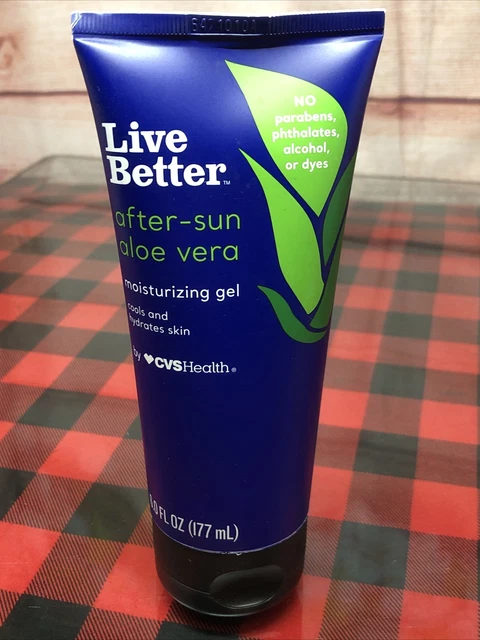 NO
parabens,
phthalates,
alcohol,
or dyes
Live
Better™
after-sun
aloe vera
moisturizing gel
cools and
hydrates skin
by CVSHealth®
FL OZ (177 mL)